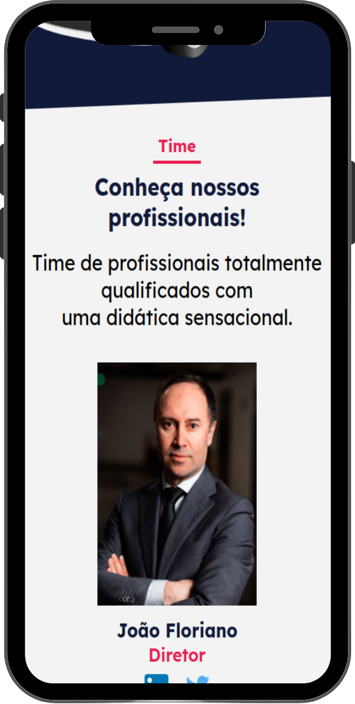 Time
Conheça nossos
profissionais!
Time de profissionais totalmente
qualificados com
uma didática sensacional.
João Floriano
Diretor